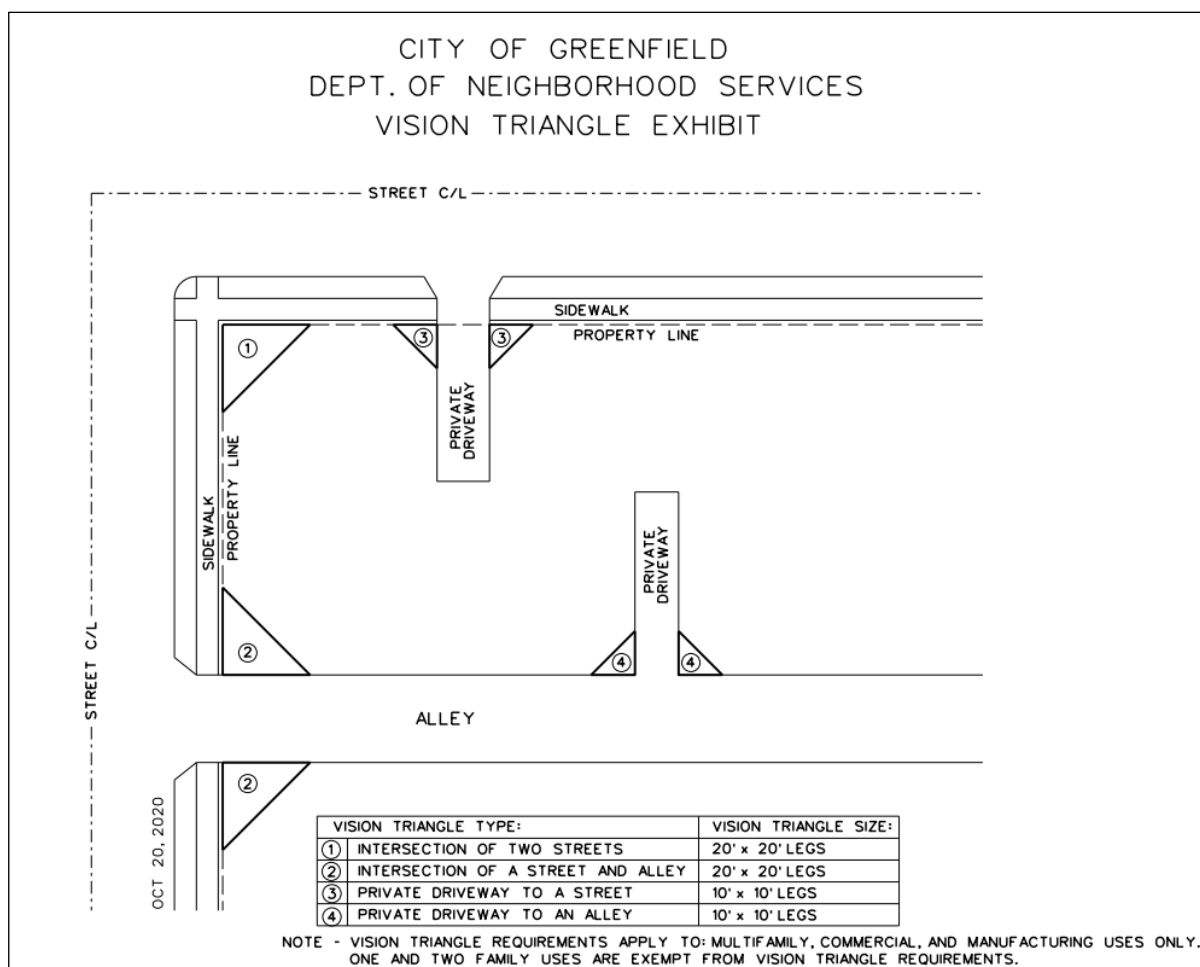 CITY OF GREENFIELD
DEPT. OF NEIGHBORHOOD SERVICES
VISION TRIANGLE EXHIBIT
STREET C/L
SIDEWALK
PROPERTY LINE
①
③
③
PRIVATE
DRIVEWAY
PROPERTY LINE
SIDEWALK
PRIVATE
DRIVEWAY
STREET C/L
②
④
④
ALLEY
②
OCT 20, 2020
VISION TRIANGLE TYPE: VISION TRIANGLE SIZE:
① INTERSECTION OF TWO STREETS 20' x 20' LEGS
② INTERSECTION OF A STREET AND ALLEY 20' x 20' LEGS
③ PRIVATE DRIVEWAY TO A STREET 10' x 10' LEGS
④ PRIVATE DRIVEWAY TO AN ALLEY 10' x 10' LEGS
NOTE - VISION TRIANGLE REQUIREMENTS APPLY TO: MULTIFAMILY, COMMERCIAL, AND MANUFACTURING USES ONLY.
ONE AND TWO FAMILY USES ARE EXEMPT FROM VISION TRIANGLE REQUIREMENTS.